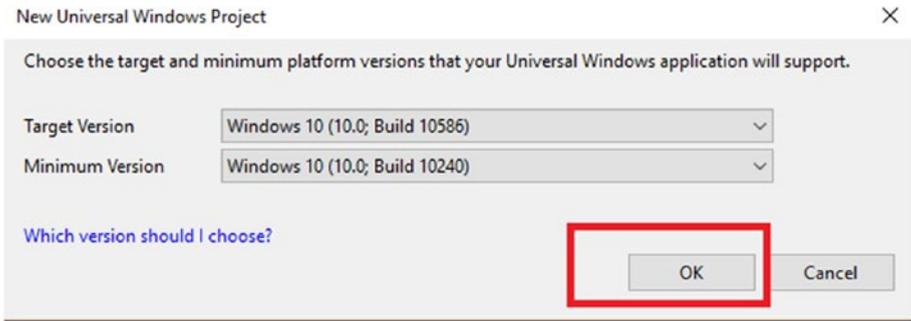 New Universal Windows Project
Choose the target and minimum platform versions that your Universal Windows application will support.
Target Version Windows 10 (10.0; Build 10586)
Minimum Version Windows 10 (10.0; Build 10240)
Which version should I choose?
OK Cancel